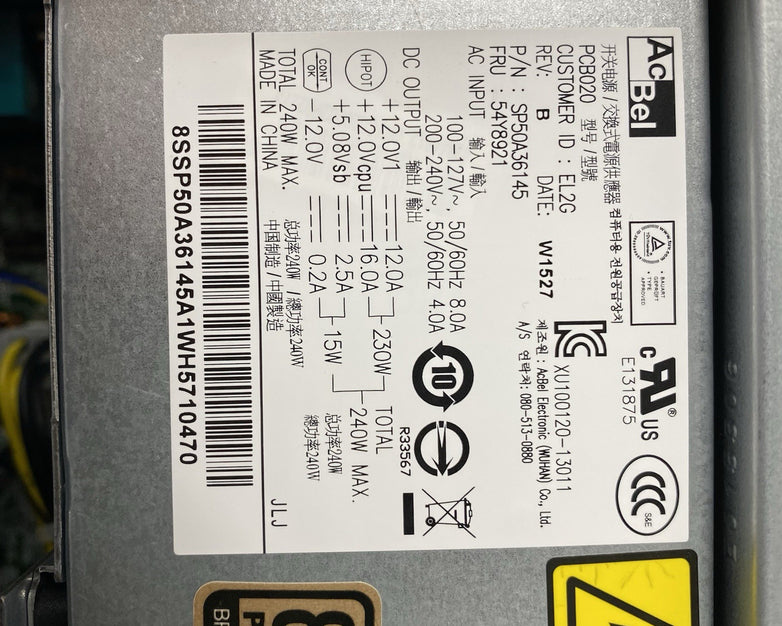 AcBel
开关电源 交換式電源供應器 컴퓨터용 전원공급장치
PCB020 型号/型號
CUSTOMER ID : EL2G
REV: B DATE: W1527
P/N : SP50A36145
FRU : 54Y8921
AC INPUT 输入/輸入
100-127V~, 50/60Hz 8.0A
200-240V~, 50/60Hz 4.0A
DC OUTPUT 输出/輸出
+12.0V1 12.0A
HIPOT +12.0Vcpu 16.0A 230W TOTAL
+5.08Vsb 2.5A 240W MAX.
CONT OK -12.0V 0.2A 15W 总功率240W
總功率240W
TOTAL 240W MAX. 总功率240W /總功率240W
MADE IN CHINA 中国制造 /中國製造
JLJ
8SSP50A36145A1WH5710470
BAUART
GEPRÜFT
TYPE
APPROVED
c RU ® US
E131875
CCC S&E
XU100120-13011
제조원 : AcBel Electronic (WUHAN) Co., Ltd.
A/S 연락처: 080-513-0880
10
R33567